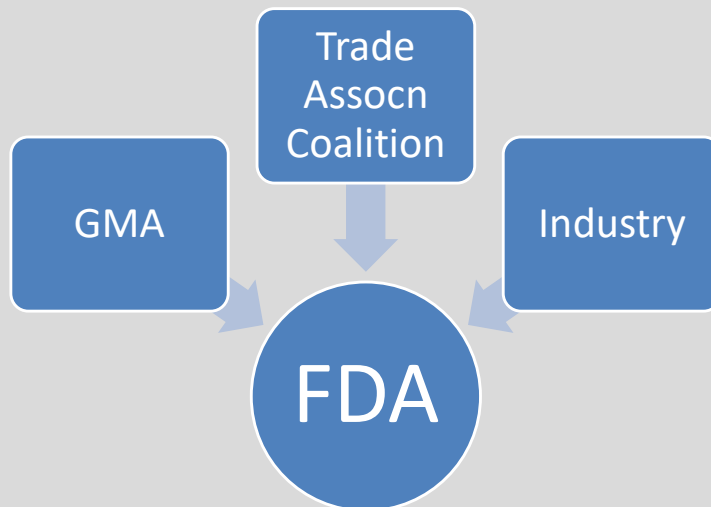 Trade
Assocn
Coalition
GMA
Industry
FDA